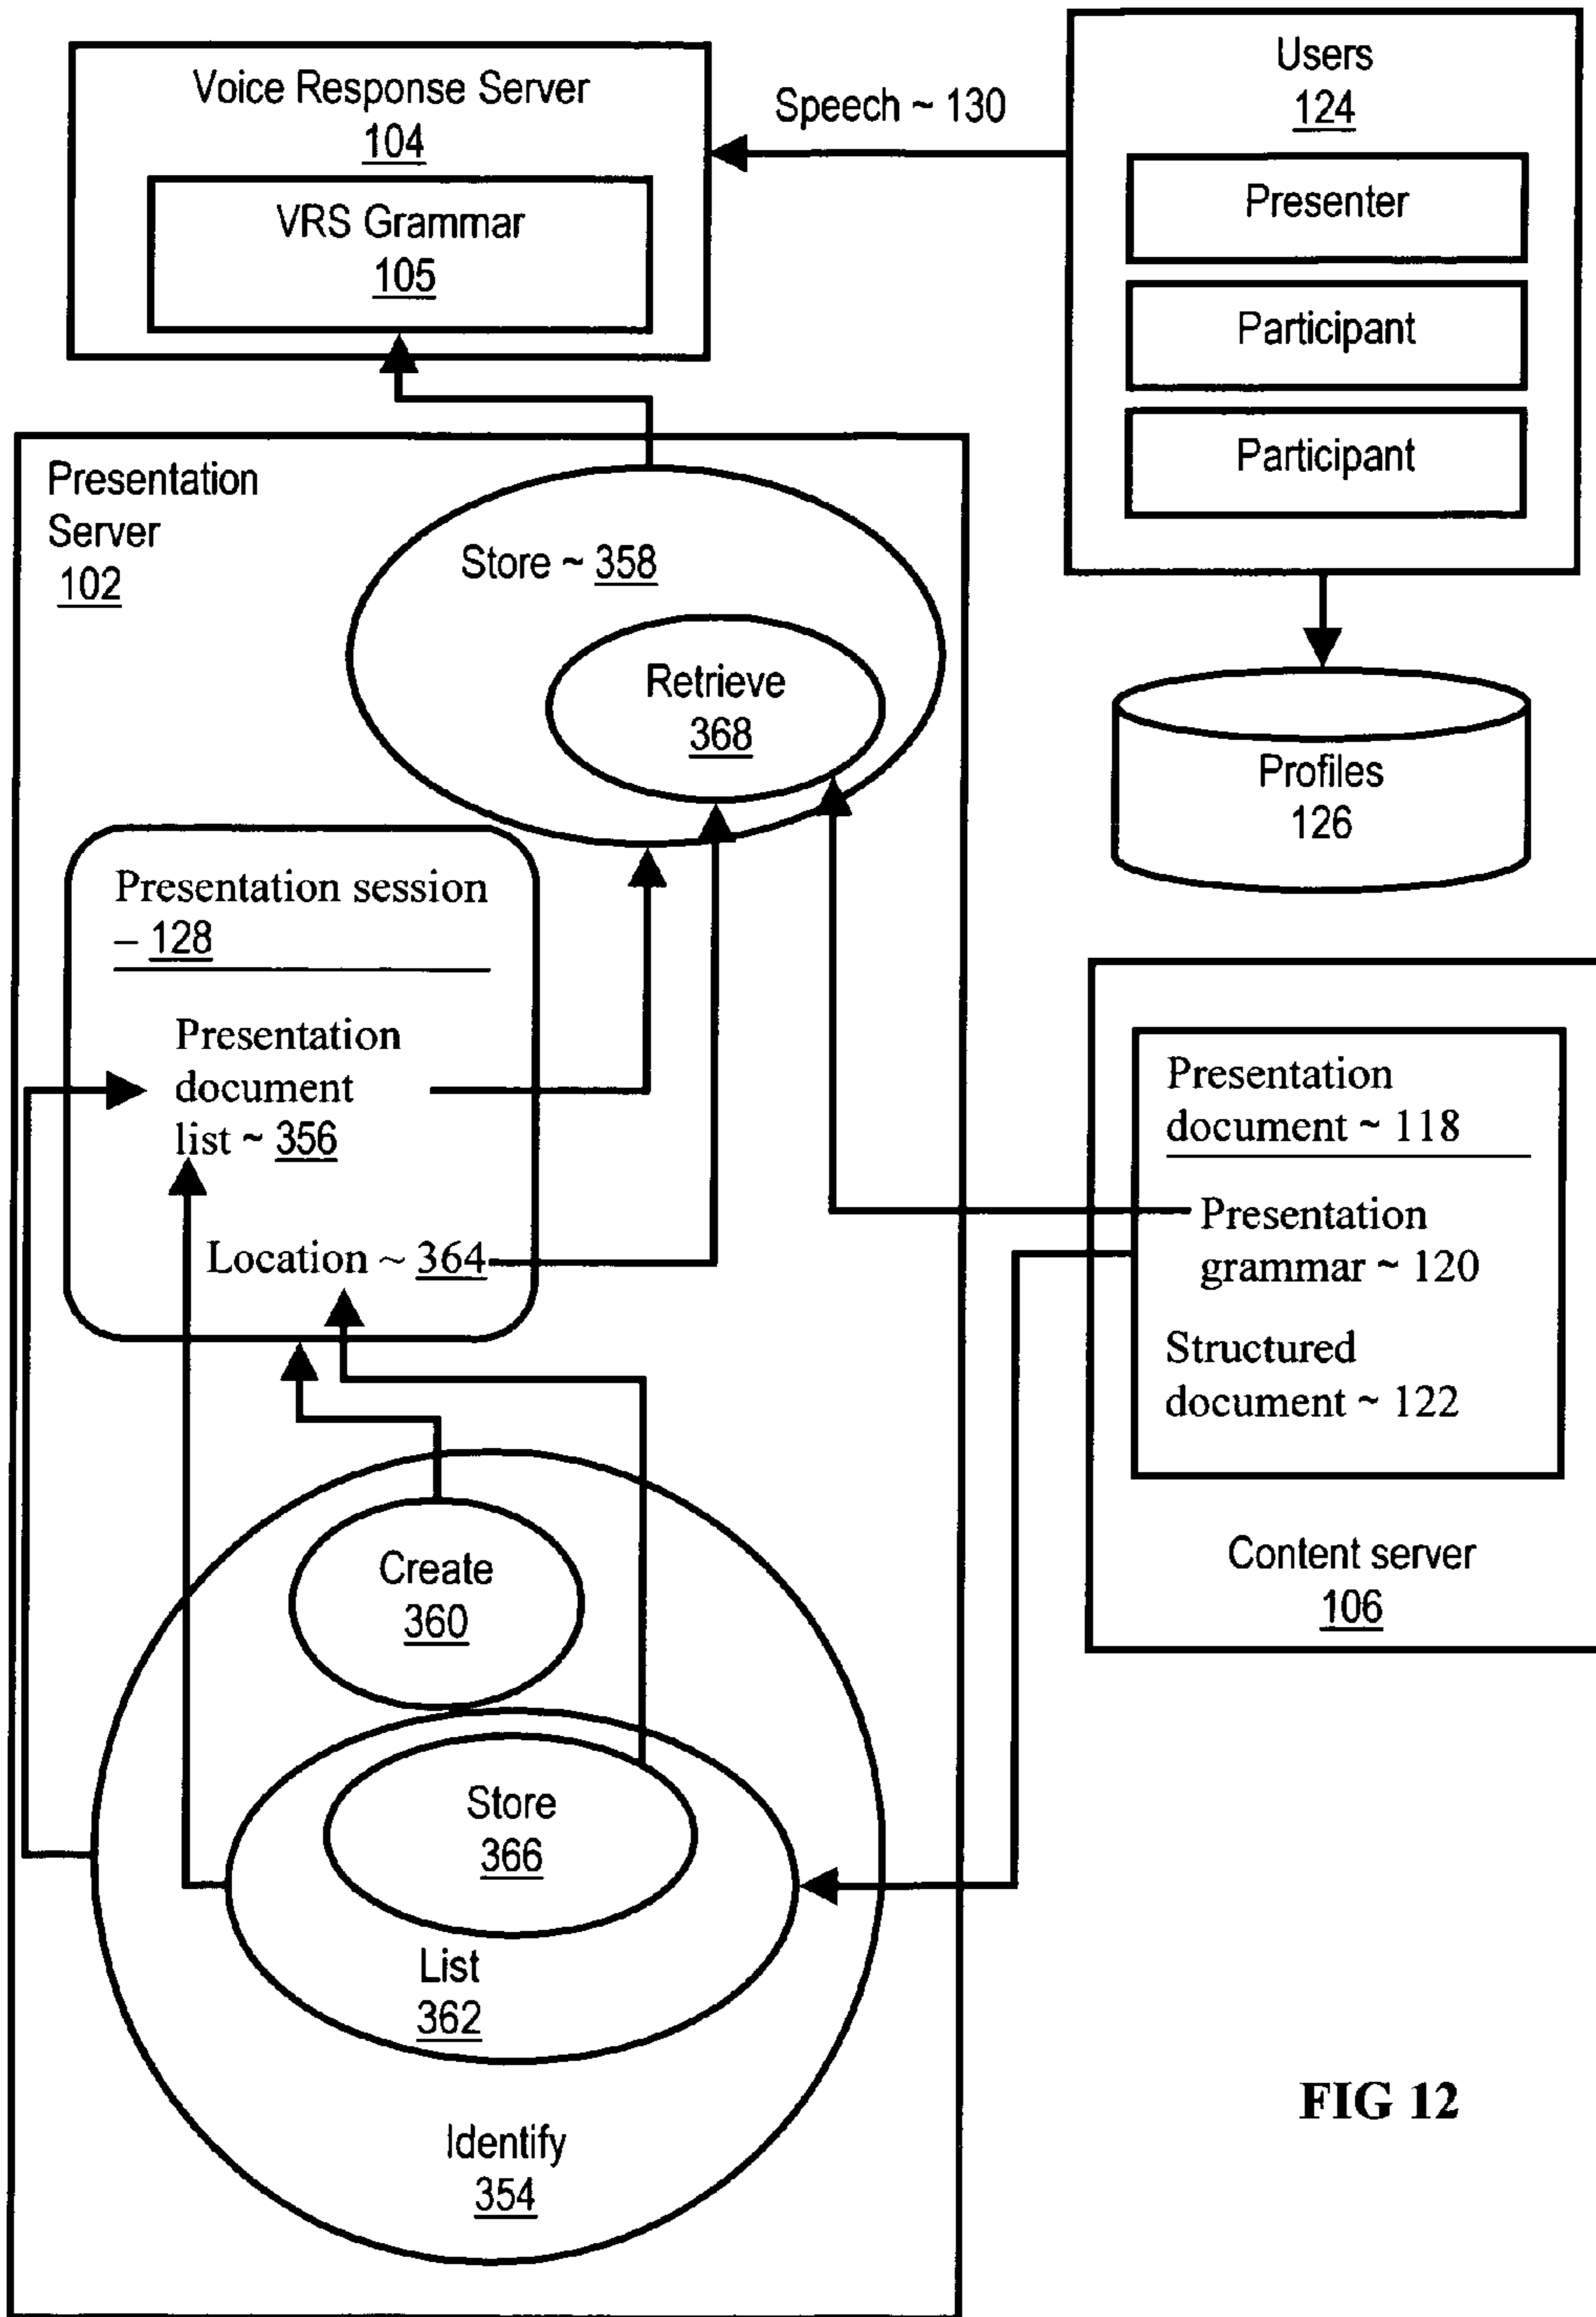 Voice Response Server
104
VRS Grammar
105
Speech ~ 130
Users
124
Presenter
Participant
Participant
Profiles
126
Presentation
Server
102
Store ~ 358
Retrieve
368
Presentation session
– 128
Presentation
document
list ~ 356
Location ~ 364
Create
360
Store
366
List
362
Identify
354
Presentation
document ~ 118
Presentation
grammar ~ 120
Structured
document ~ 122
Content server
106
FIG 12